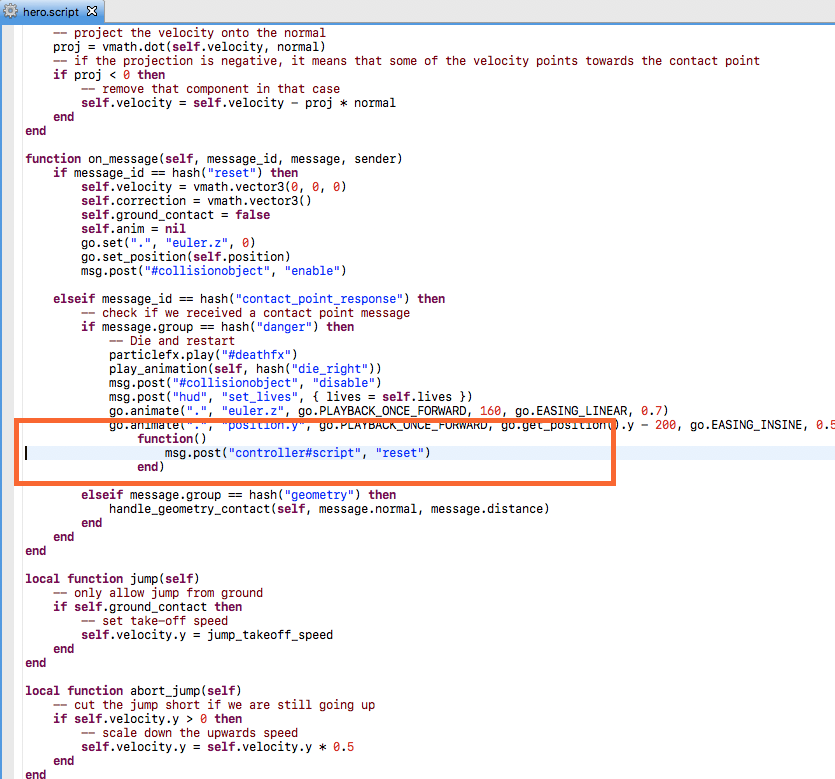 hero.script
-- project the velocity onto the normal
proj = vmath.dot(self.velocity, normal)
-- if the projection is negative, it means that some of the velocity points towards the contact point
if proj < 0 then
-- remove that component in that case
self.velocity = self.velocity - proj * normal
end
end
function on_message(self, message_id, message, sender)
if message_id == hash("reset") then
self.velocity = vmath.vector3(0, 0, 0)
self.correction = vmath.vector3()
self.ground_contact = false
self.anim = nil
go.set(".", "euler.z", 0)
go.set_position(self.position)
msg.post("#collisionobject", "enable")
elseif message_id == hash("contact_point_response") then
-- check if we received a contact point message
if message.group == hash("danger") then
-- Die and restart
particlefx.play("#deathfx")
play_animation(self, hash("die_right"))
msg.post("#collisionobject", "disable")
msg.post("hud", "set_lives", { lives = self.lives })
go.animate(".", "euler.z", go.PLAYBACK_ONCE_FORWARD, 160, go.EASING_LINEAR, 0.7)
go.animate(".", "position.y", go.PLAYBACK_ONCE_FORWARD, go.get_position().y - 200, go.EASING_INSINE, 0.5
function()
msg.post("controller#script", "reset")
end)
elseif message.group == hash("geometry") then
handle_geometry_contact(self, message.normal, message.distance)
end
end
end
local function jump(self)
-- only allow jump from ground
if self.ground_contact then
-- set take-off speed
self.velocity.y = jump_takeoff_speed
end
end
local function abort_jump(self)
-- cut the jump short if we are still going up
if self.velocity.y > 0 then
-- scale down the upwards speed
self.velocity.y = self.velocity.y * 0.5
end
end